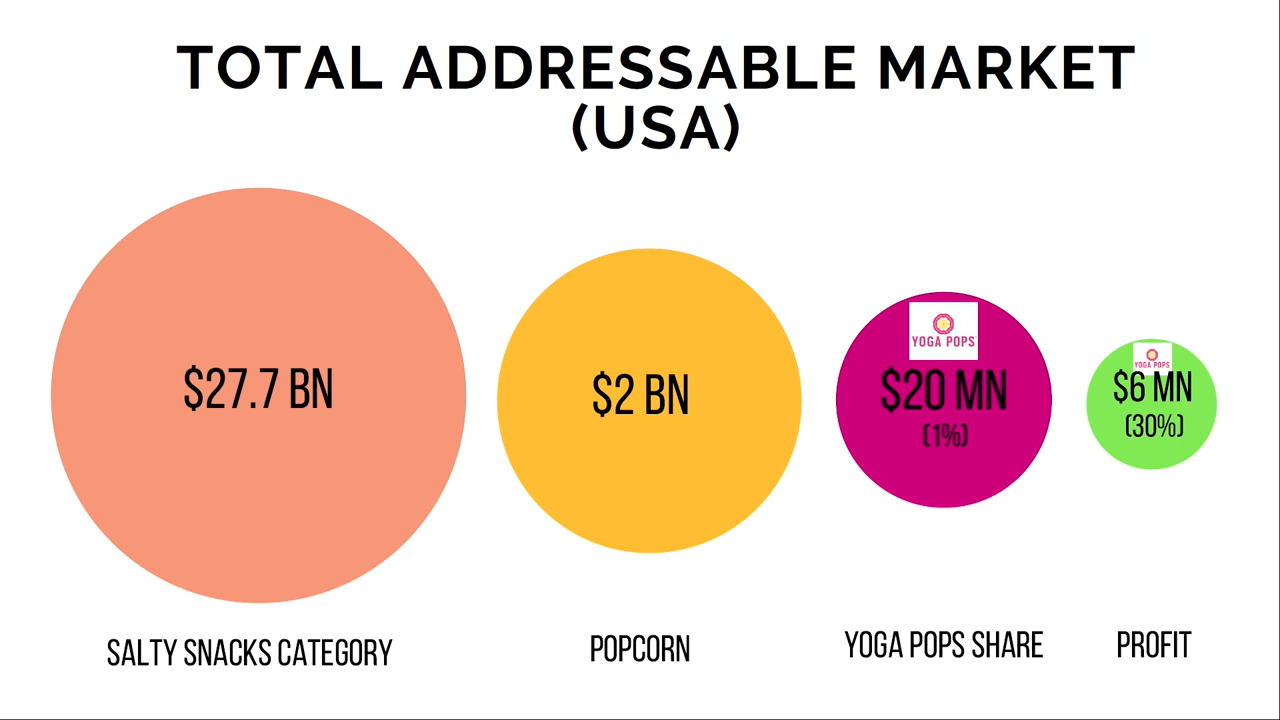 TOTAL ADDRESSABLE MARKET
(USA)
$27.7 BN
$2 BN
YOGA POPS
$20 MN
(1%)
YOGA POPS
$6 MN
(30%)
SALTY SNACKS CATEGORY
POPCORN
YOGA POPS SHARE
PROFIT